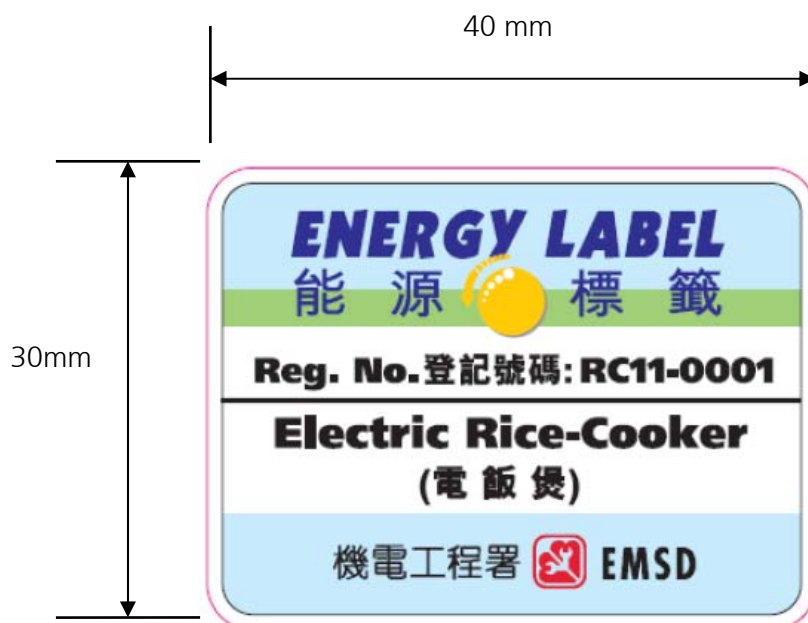 40 mm
30mm
ENERGY LABEL
能源標籤
Reg. No.登記號碼: RC11-0001
Electric Rice-Cooker
(電飯煲)
機電工程署 EMSD